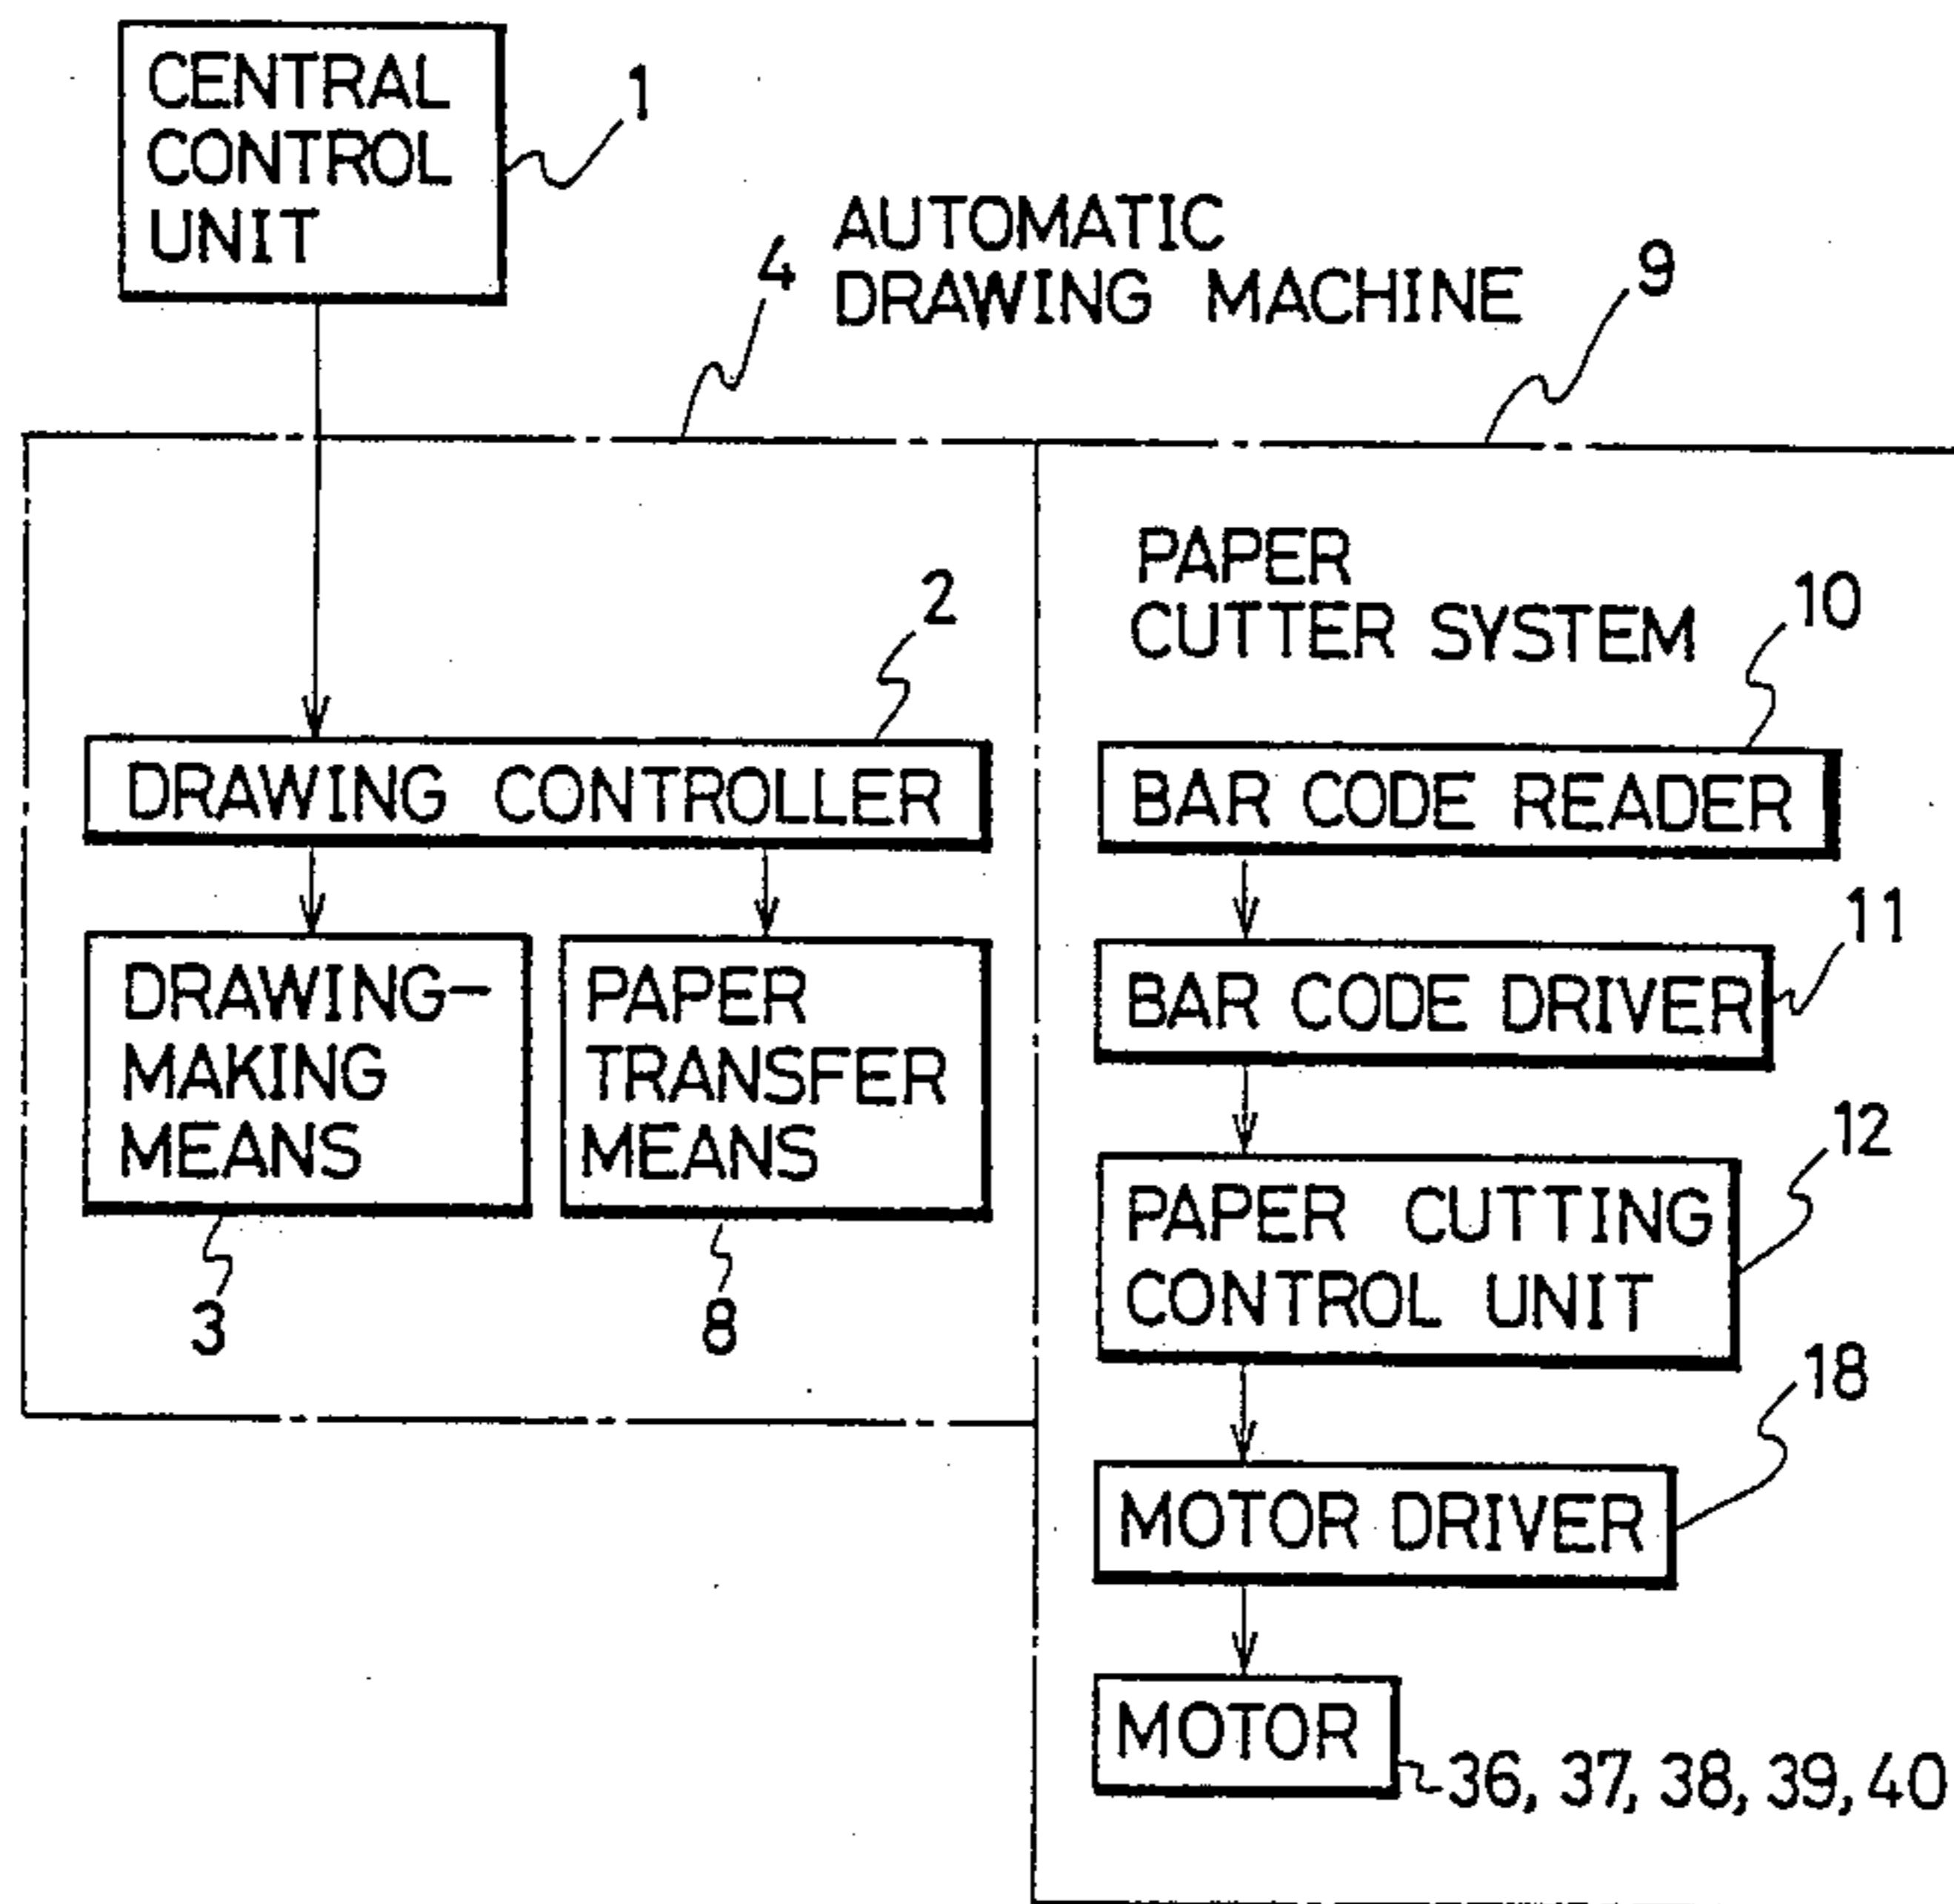 CENTRAL
CONTROL
UNIT
1
AUTOMATIC
DRAWING MACHINE
4
9
PAPER
CUTTER SYSTEM
2
10
DRAWING CONTROLLER
BAR CODE READER
11
DRAWING-
MAKING
MEANS
PAPER
TRANSFER
MEANS
BAR CODE DRIVER
12
3
8
PAPER CUTTING
CONTROL UNIT
18
MOTOR DRIVER
MOTOR
36, 37, 38, 39, 40